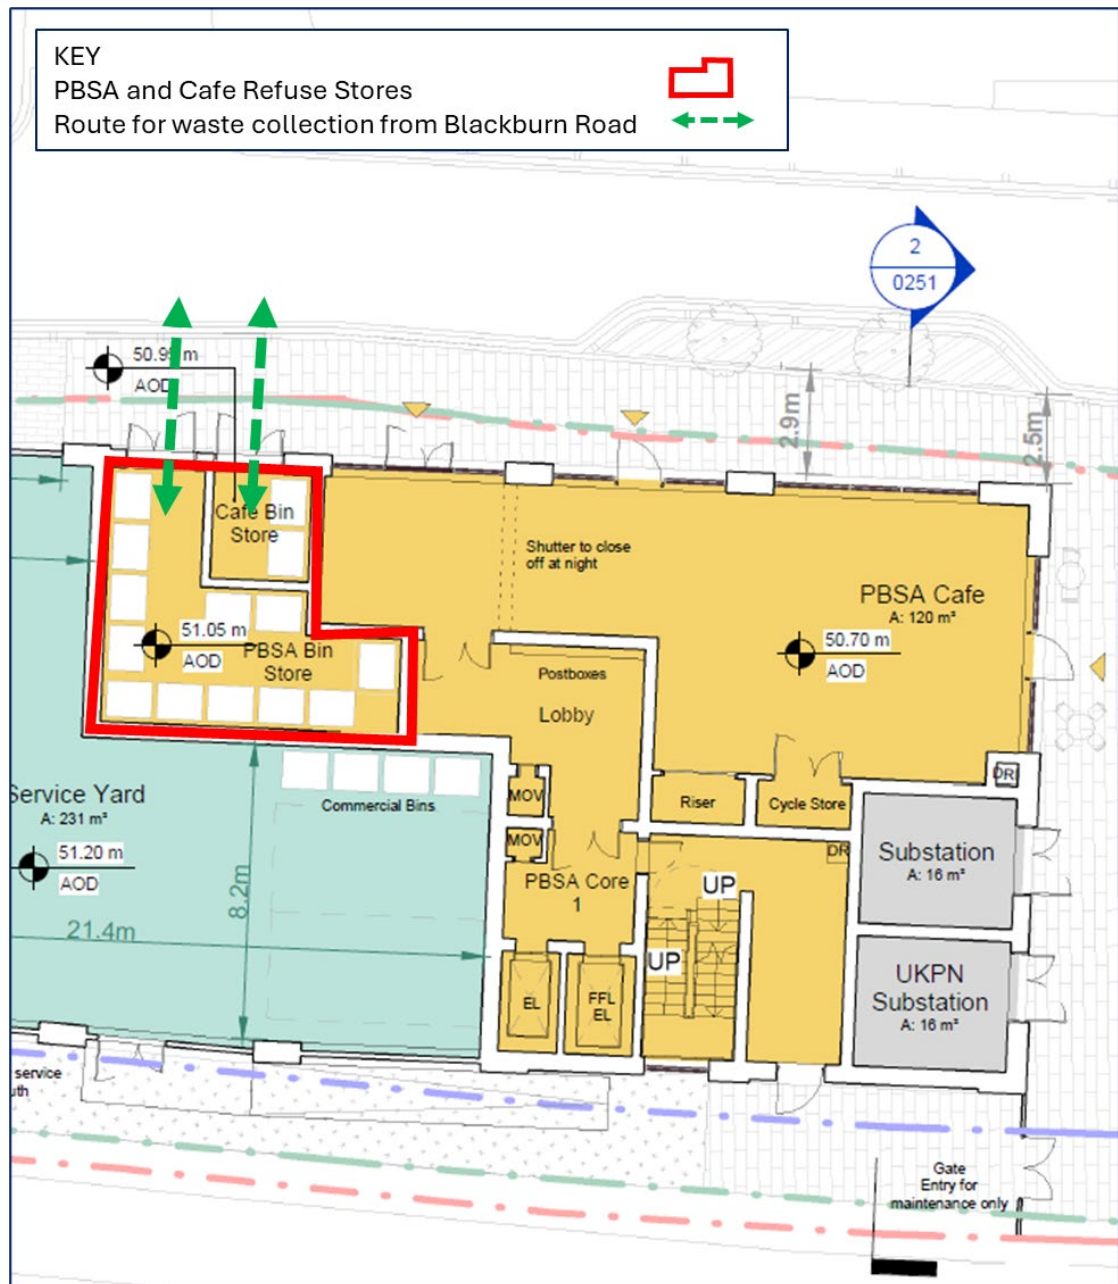 KEY
PBSA and Cafe Refuse Stores
Route for waste collection from Blackburn Road
2
0251
AOD
2.9m
2.5m
Cafe Bin
Store
Shutter to close
off at night
PBSA Cafe
A: 120 m²
51.05 m
AOD
PBSA Bin
Store
50.70 m
AOD
Postboxes
Lobby
Service Yard
A: 231 m²
Commercial Bins
MOV
Riser
Cycle Store
DR
51.20 m
AOD
MOV
DR
Substation
A: 16 m²
PBSA Core
1
UP
8.2m
21.4m
UP
EL
FFL
EL
UKPN
Substation
A: 16 m²
service
Gate
Entry for
maintenance only